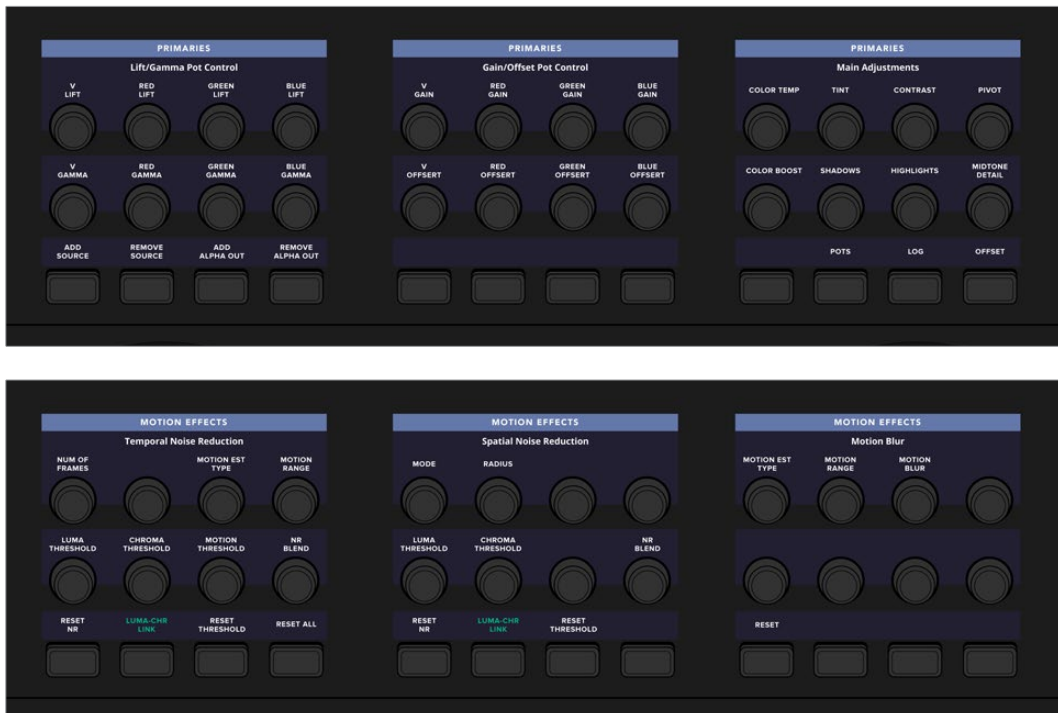 PRIMARIES
Lift/Gamma Pot Control
V
LIFT
RED
LIFT
GREEN
LIFT
BLUE
LIFT
V
GAMMA
RED
GAMMA
GREEN
GAMMA
BLUE
GAMMA
ADD
SOURCE
REMOVE
SOURCE
ADD
ALPHA OUT
REMOVE
ALPHA OUT
PRIMARIES
Gain/Offset Pot Control
V
GAIN
RED
GAIN
GREEN
GAIN
BLUE
GAIN
V
OFFSERT
RED
OFFSERT
GREEN
OFFSERT
BLUE
OFFSERT
PRIMARIES
Main Adjustments
COLOR TEMP
TINT
CONTRAST
PIVOT
COLOR BOOST
SHADOWS
HIGHLIGHTS
MIDTONE
DETAIL
POTS
LOG
OFFSET
MOTION EFFECTS
Temporal Noise Reduction
NUM OF
FRAMES
MOTION EST
TYPE
MOTION
RANGE
LUMA
THRESHOLD
CHROMA
THRESHOLD
MOTION
THRESHOLD
NR
BLEND
RESET
NR
LUMA-CHR
LINK
RESET
THRESHOLD
RESET ALL
MOTION EFFECTS
Spatial Noise Reduction
MODE
RADIUS
LUMA
THRESHOLD
CHROMA
THRESHOLD
NR
BLEND
RESET
NR
LUMA-CHR
LINK
RESET
THRESHOLD
MOTION EFFECTS
Motion Blur
MOTION EST
TYPE
MOTION
RANGE
MOTION
BLUR
RESET